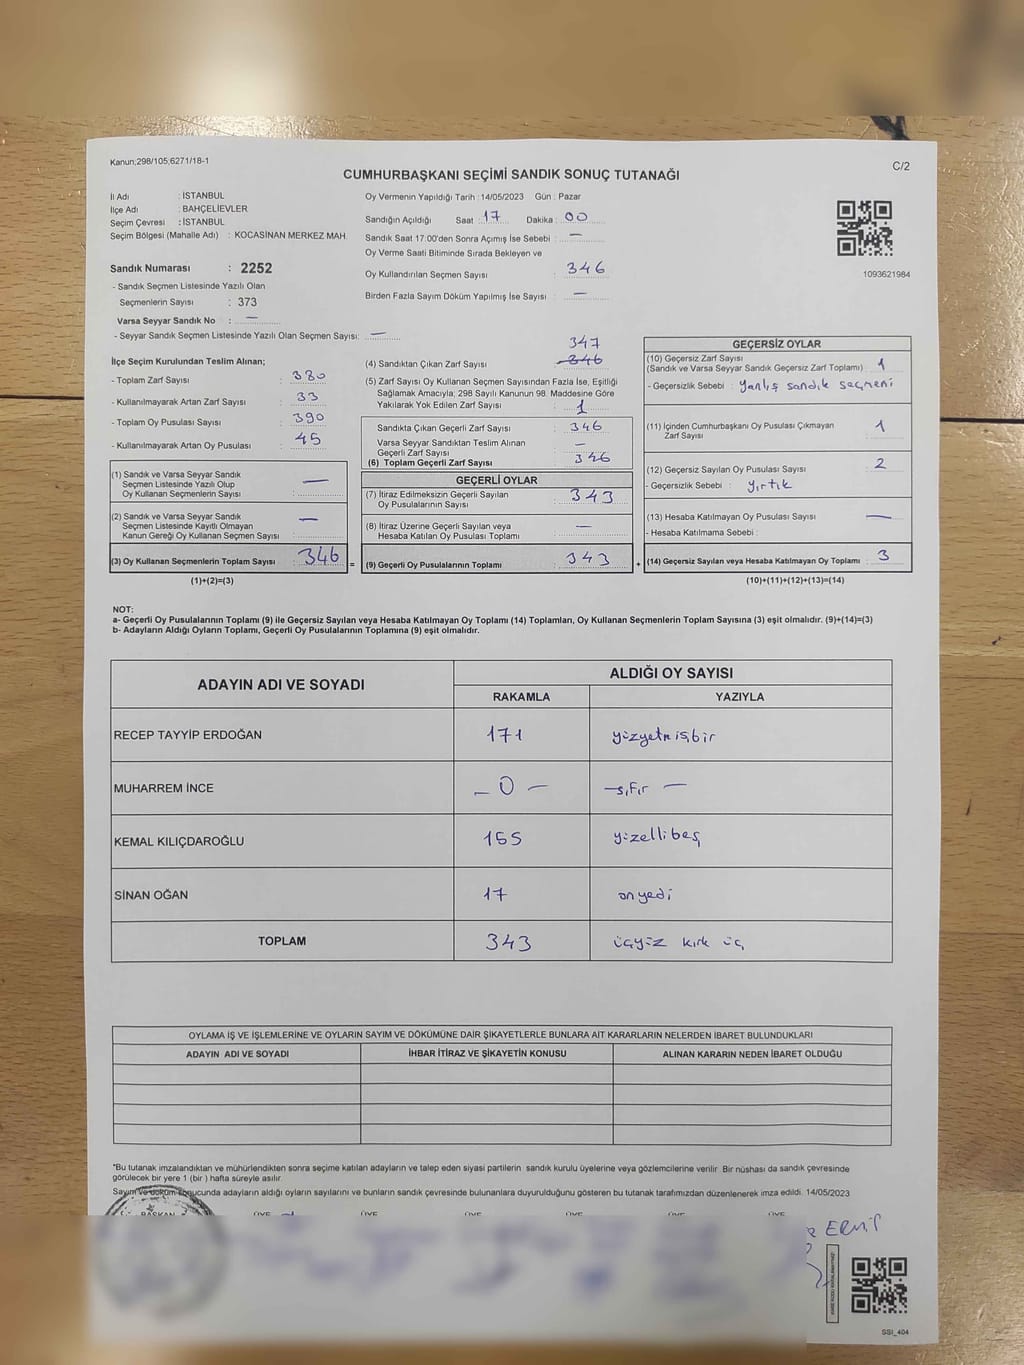 Kanun;298/105;6271/18-1
C/2
CUMHURBAŞKANI SEÇİMİ SANDIK SONUÇ TUTANAĞI
İl Adı : İSTANBUL
İlçe Adı : BAHÇELİEVLER
Seçim Çevresi : İSTANBUL
Seçim Bölgesi (Mahalle Adı) : KOCASİNAN MERKEZ MAH.
Sandık Numarası : 2252
- Sandık Seçmen Listesinde Yazılı Olan
Seçmenlerin Sayısı : 373
Varsa Seyyar Sandık No : —
- Seyyar Sandık Seçmen Listesinde Yazılı Olan Seçmen Sayısı: —
Oy Vermenin Yapıldığı Tarih : 14/05/2023 Gün : Pazar
Sandığın Açıldığı Saat : 17 Dakika : 00
Sandık Saat 17.00'den Sonra Açımış İse Sebebi : —
Oy Verme Saati Bitiminde Sırada Bekleyen ve
Oy Kullandırılan Seçmen Sayısı : 346
Birden Fazla Sayım Döküm Yapılmış İse Sayısı : —
1093621984
İlçe Seçim Kurulundan Teslim Alınan;
- Toplam Zarf Sayısı : 380
- Kullanılmayarak Artan Zarf Sayısı : 33
- Toplam Oy Pusulası Sayısı : 390
- Kullanılmayarak Artan Oy Pusulası : 45
(1) Sandık ve Varsa Seyyar Sandık
Seçmen Listesinde Yazılı Olup
Oy Kullanan Seçmenlerin Sayısı : —
(2) Sandık ve Varsa Seyyar Sandık
Seçmen Listesinde Kayıtlı Olmayan
Kanun Gereği Oy Kullanan Seçmen Sayısı : —
(3) Oy Kullanan Seçmenlerin Toplam Sayısı : 346
(1)+(2)=(3)
347
(4) Sandıktan Çıkan Zarf Sayısı : 346
(5) Zarf Sayısı Oy Kullanan Seçmen Sayısından Fazla İse, Eşitliği
Sağlamak Amacıyla; 298 Sayılı Kanunun 98. Maddesine Göre
Yakılarak Yok Edilen Zarf Sayısı : 1
Sandıkta Çıkan Geçerli Zarf Sayısı : 346
Varsa Seyyar Sandıktan Teslim Alınan
Geçerli Zarf Sayısı : —
(6) Toplam Geçerli Zarf Sayısı : 346
GEÇERLİ OYLAR
(7) İtiraz Edilmeksizin Geçerli Sayılan
Oy Pusulalarının Sayısı : 343
(8) İtiraz Üzerine Geçerli Sayılan veya
Hesaba Katılan Oy Pusulası Toplamı : —
= (9) Geçerli Oy Pusulalarının Toplamı : 343 +
GEÇERSİZ OYLAR
(10) Geçersiz Zarf Sayısı
(Sandık ve Varsa Seyyar Sandık Geçersiz Zarf Toplamı) : 1
- Geçersizlik Sebebi : yanlış sandık seçmeni
(11) İçinden Cumhurbaşkanı Oy Pusulası Çıkmayan
Zarf Sayısı : 1
(12) Geçersiz Sayılan Oy Pusulası Sayısı : 2
- Geçersizlik Sebebi : yırtık
(13) Hesaba Katılmayan Oy Pusulası Sayısı : —
- Hesaba Katılmama Sebebi :
(14) Geçersiz Sayılan veya Hesaba Katılmayan Oy Toplamı : 3
(10)+(11)+(12)+(13)=(14)
NOT:
a- Geçerli Oy Pusulalarının Toplamı (9) ile Geçersiz Sayılan veya Hesaba Katılmayan Oy Toplamı (14) Toplamları, Oy Kullanan Seçmenlerin Toplam Sayısına (3) eşit olmalıdır. (9)+(14)=(3)
b- Adayların Aldığı Oyların Toplamı, Geçerli Oy Pusulalarının Toplamına (9) eşit olmalıdır.
ADAYIN ADI VE SOYADI
ALDIĞI OY SAYISI
RAKAMLA YAZIYLA
RECEP TAYYİP ERDOĞAN 171 yüzyetmişbir
MUHARREM İNCE — 0 — — sıfır —
KEMAL KILIÇDAROĞLU 155 yüzellibeş
SİNAN OĞAN 17 onyedi
TOPLAM 343 üçyüz kırk üç
OYLAMA İŞ VE İŞLEMLERİNE VE OYLARIN SAYIM VE DÖKÜMÜNE DAİR ŞİKAYETLERLE BUNLARA AİT KARARLARIN NELERDEN İBARET BULUNDUKLARI
ADAYIN ADI VE SOYADI İHBAR İTİRAZ VE ŞİKAYETİN KONUSU ALINAN KARARIN NEDEN İBARET OLDUĞU
*Bu tutanak imzalandıktan ve mühürlendikten sonra seçime katılan adayların ve talep eden siyasi partilerin sandık kurulu üyelerine veya gözlemcilerine verilir. Bir nüshası da sandık çevresinde
görülecek bir yere 1 (bir) hafta süreyle asılır.
Sayım ve döküm sonucunda adayların aldığı oyların sayılarını ve bunların sandık çevresinde bulunanlara duyurulduğunu gösteren bu tutanak tarafımızdan düzenlenerek imza edildi. 14/05/2023
BAŞKAN ÜYE ÜYE ÜYE ÜYE ÜYE ÜYE
SSİ_404